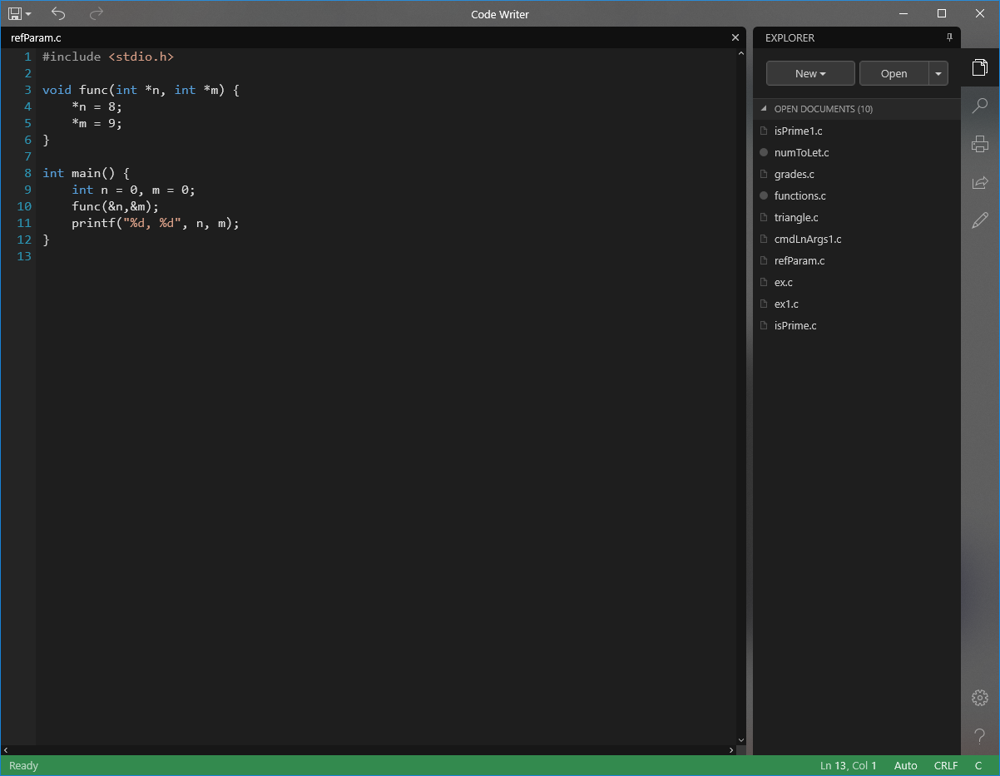 Code Writer
refParam.c
1 #include <stdio.h>
2
3 void func(int *n, int *m) {
4     *n = 8;
5     *m = 9;
6 }
7
8 int main() {
9     int n = 0, m = 0;
10     func(&n,&m);
11     printf("%d, %d", n, m);
12 }
13
EXPLORER
New Open
OPEN DOCUMENTS (10)
isPrime1.c
numToLet.c
grades.c
functions.c
triangle.c
cmdLnArgs1.c
refParam.c
ex.c
ex1.c
isPrime.c
Ready Ln 13, Col 1 Auto CRLF C